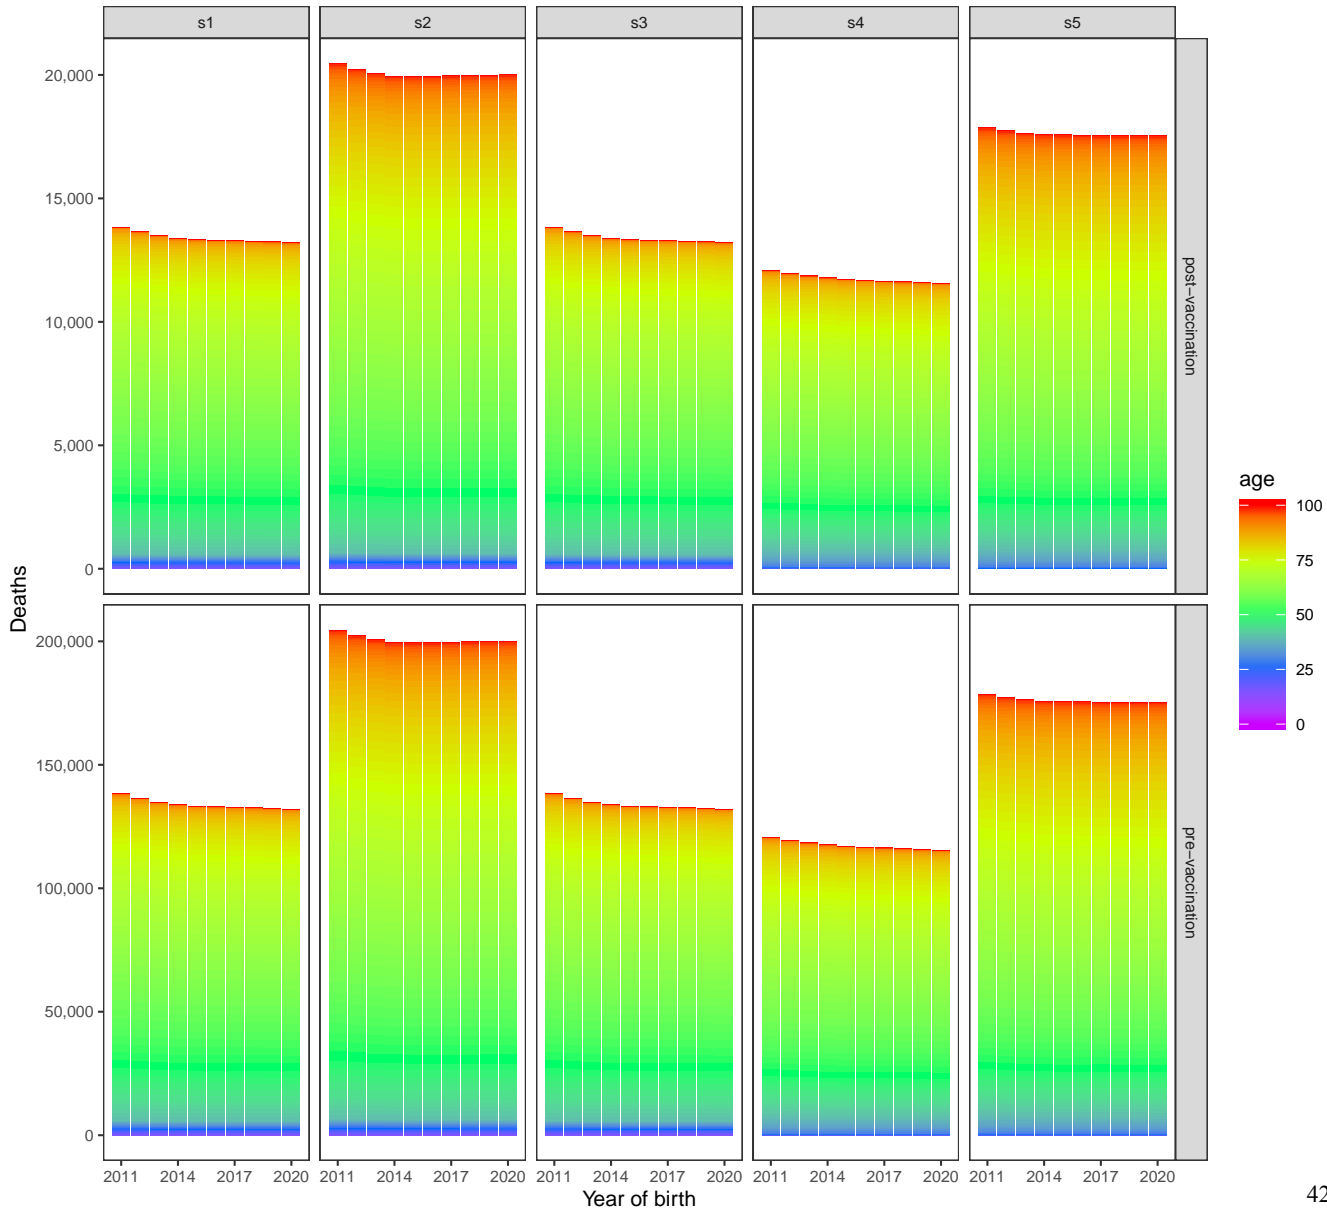 s1 s2 s3 s4 s5
20,000
15,000
10,000
5,000
0
post−vaccination
Deaths
200,000
150,000
100,000
50,000
0
pre−vaccination
2011 2014 2017 2020 2011 2014 2017 2020 2011 2014 2017 2020 2011 2014 2017 2020 2011 2014 2017 2020
Year of birth
age
100
75
50
25
0
42